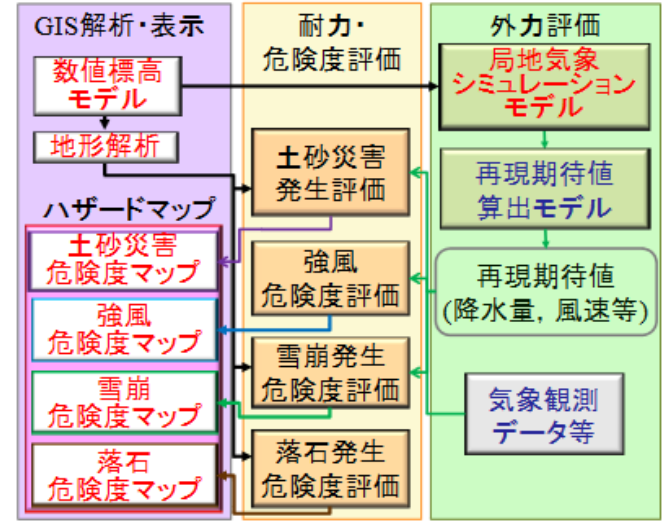 GIS解析・表示
数値標高
モデル
地形解析
ハザードマップ
土砂災害
危険度マップ
強風
危険度マップ
雪崩
危険度マップ
落石
危険度マップ
耐力・
危険度評価
土砂災害
発生評価
強風
危険度評価
雪崩発生
危険度評価
落石発生
危険度評価
外力評価
局地気象
シミュレーション
モデル
再現期待値
算出モデル
再現期待値
(降水量，風速等)
気象観測
データ等